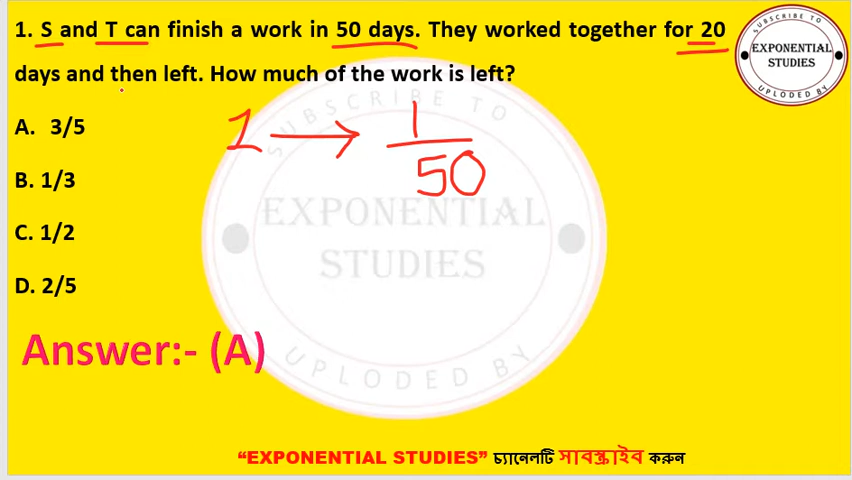 1. S and T can finish a work in 50 days. They worked together for 20
days and then left. How much of the work is left?
SUBSCRIBE TO
EXPONENTIAL
STUDIES
UPLODED BY
A. 3/5
1 → 1/50
B. 1/3
C. 1/2
D. 2/5
SUBSCRIBE TO
EXPONENTIAL
STUDIES
UPLODED BY
Answer:- (A)
“EXPONENTIAL STUDIES” চ্যানেলটি সাবস্ক্রাইব করুন